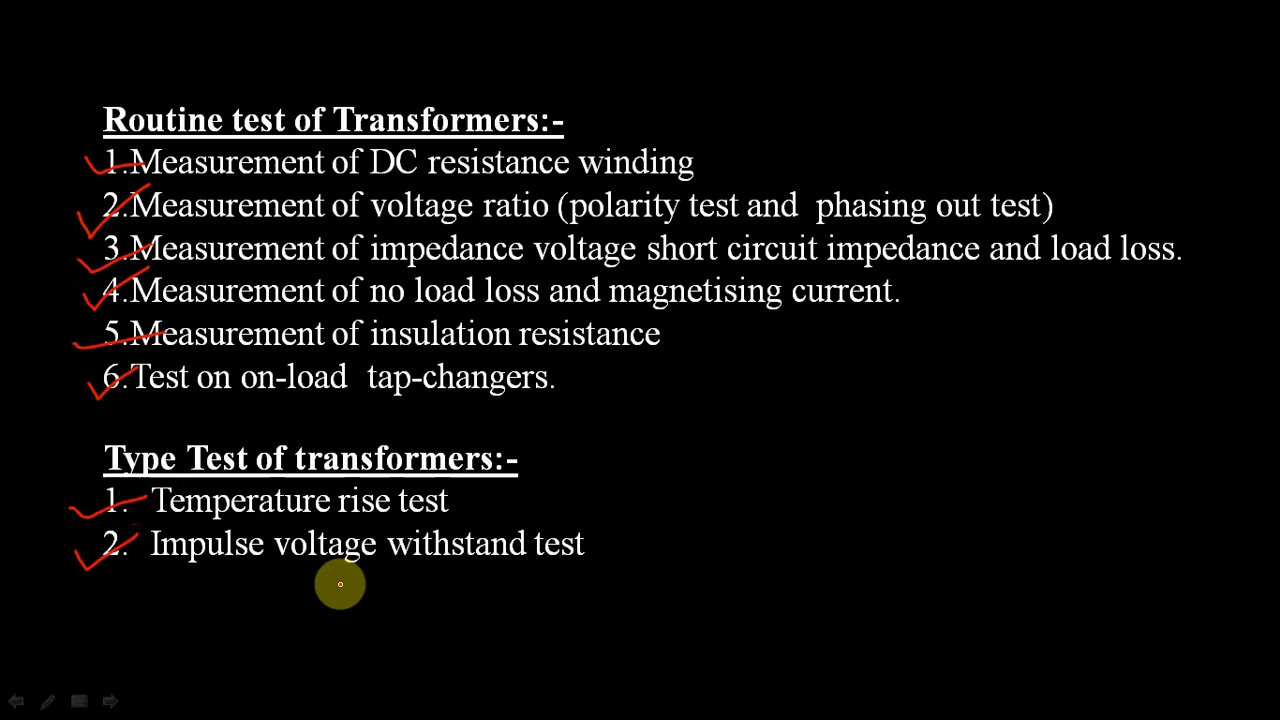 Routine test of Transformers:-
1.Measurement of DC resistance winding
2.Measurement of voltage ratio (polarity test and phasing out test)
3.Measurement of impedance voltage short circuit impedance and load loss.
4.Measurement of no load loss and magnetising current.
5.Measurement of insulation resistance
6.Test on on-load tap-changers.
Type Test of transformers:-
1. Temperature rise test
2. Impulse voltage withstand test